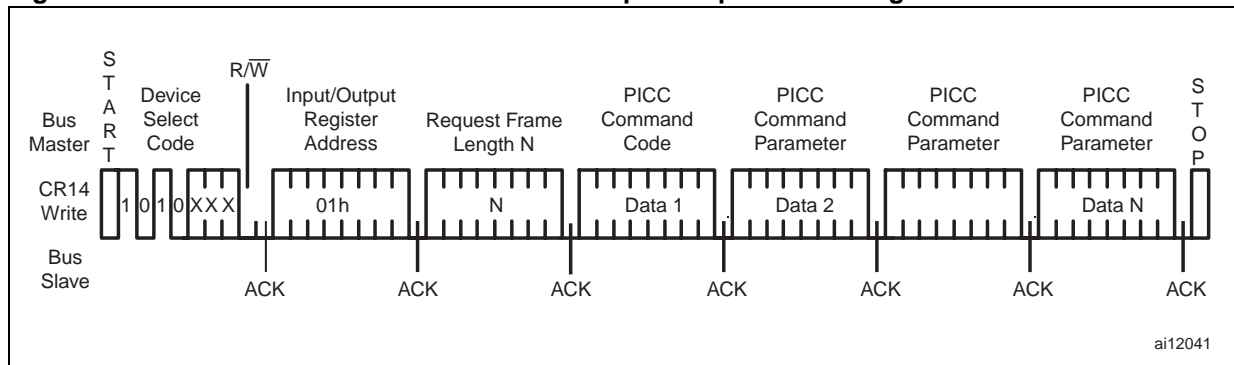 START
Bus Master
Device Select Code
R/W
Input/Output Register Address
Request Frame Length N
PICC Command Code
PICC Command Parameter
PICC Command Parameter
PICC Command Parameter
STOP
CR14 Write
1 0 1 0 X X X
01h
N
Data 1
Data 2
Data N
Bus Slave
ACK
ACK
ACK
ACK
ACK
ACK
ACK
ai12041